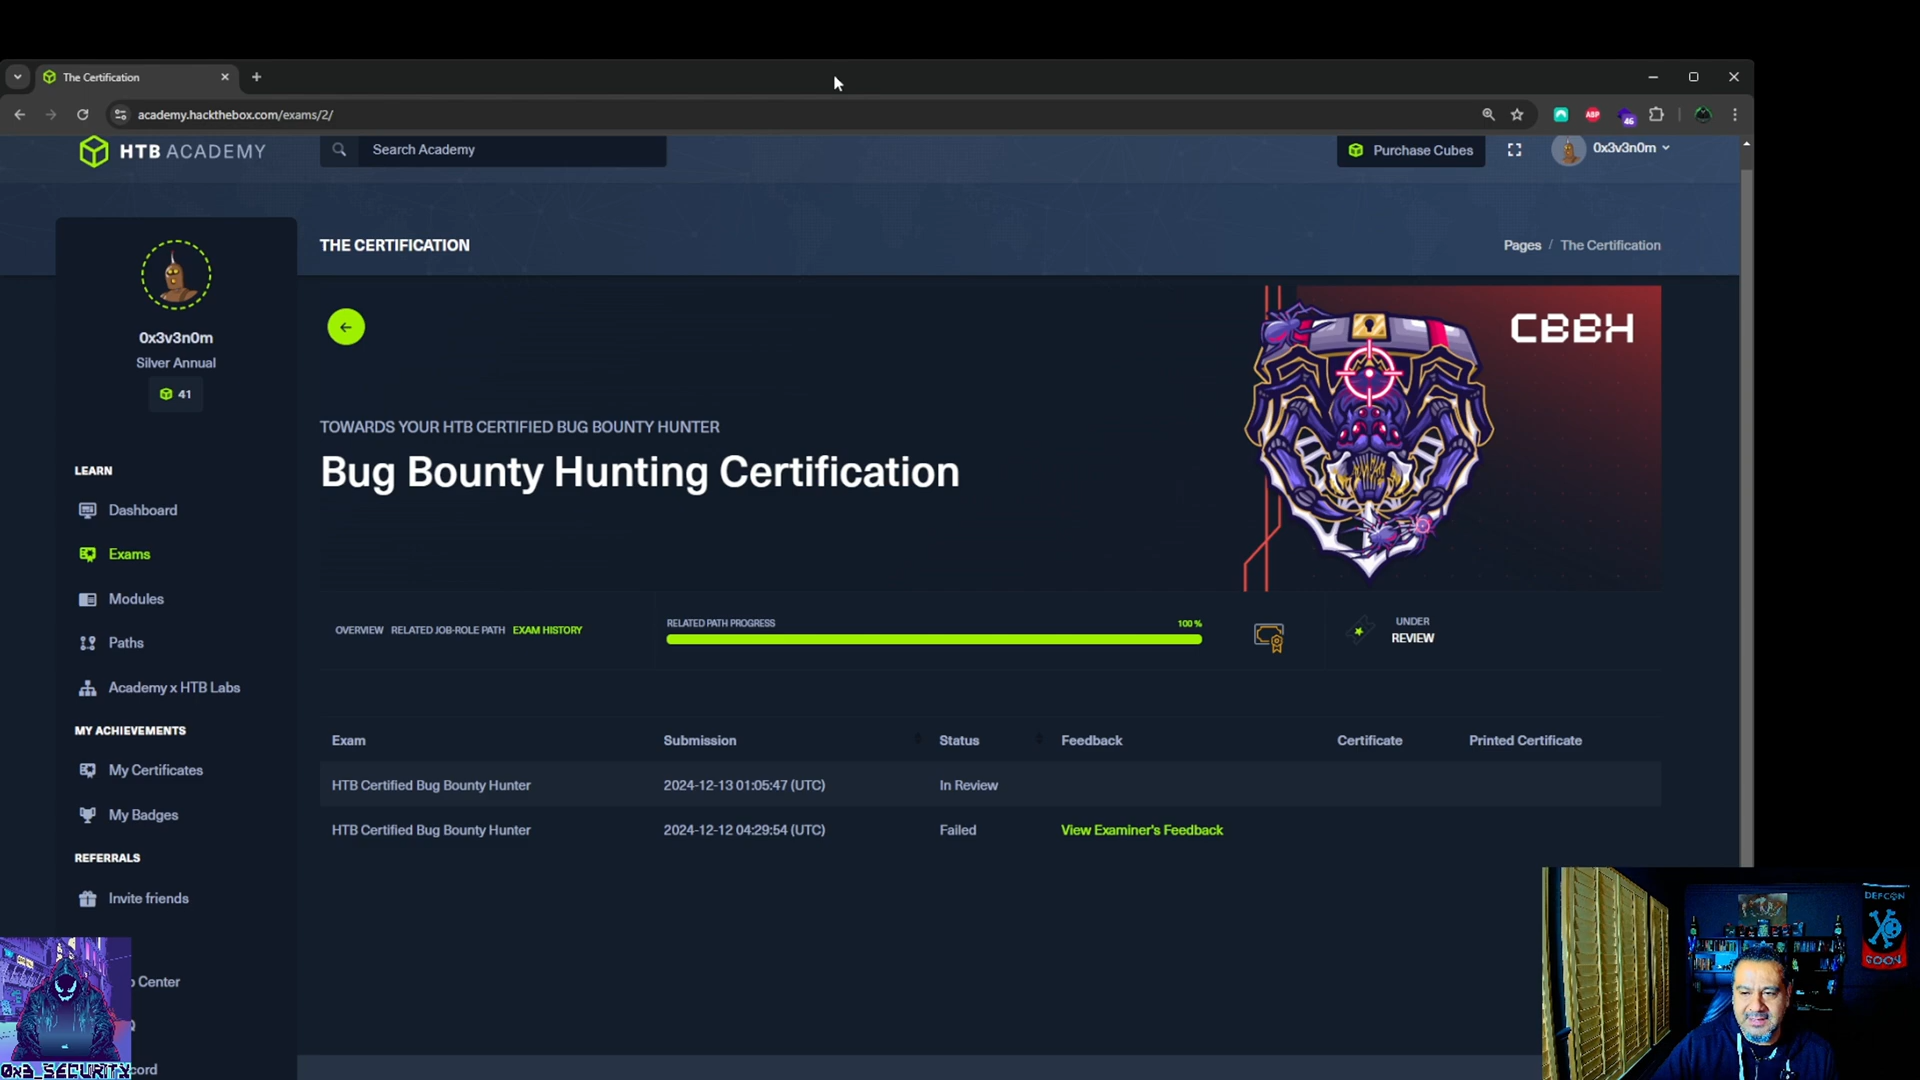 The Certification
academy.hackthebox.com/exams/2/
ABP
46
HTB ACADEMY
Search Academy
Purchase Cubes
0x3v3n0m
THE CERTIFICATION
Pages / The Certification
0x3v3n0m
Silver Annual
41
CBBH
TOWARDS YOUR HTB CERTIFIED BUG BOUNTY HUNTER
Bug Bounty Hunting Certification
LEARN
Dashboard
Exams
Modules
Paths
Academy x HTB Labs
MY ACHIEVEMENTS
My Certificates
My Badges
REFERRALS
Invite friends
p Center
Q
cord
OVERVIEW RELATED JOB-ROLE PATH EXAM HISTORY
RELATED PATH PROGRESS 100 %
UNDER
REVIEW
Exam Submission Status Feedback Certificate Printed Certificate
HTB Certified Bug Bounty Hunter 2024-12-13 01:05:47 (UTC) In Review
HTB Certified Bug Bounty Hunter 2024-12-12 04:29:54 (UTC) Failed View Examiner's Feedback
DEFCON
0x3_SECURITY